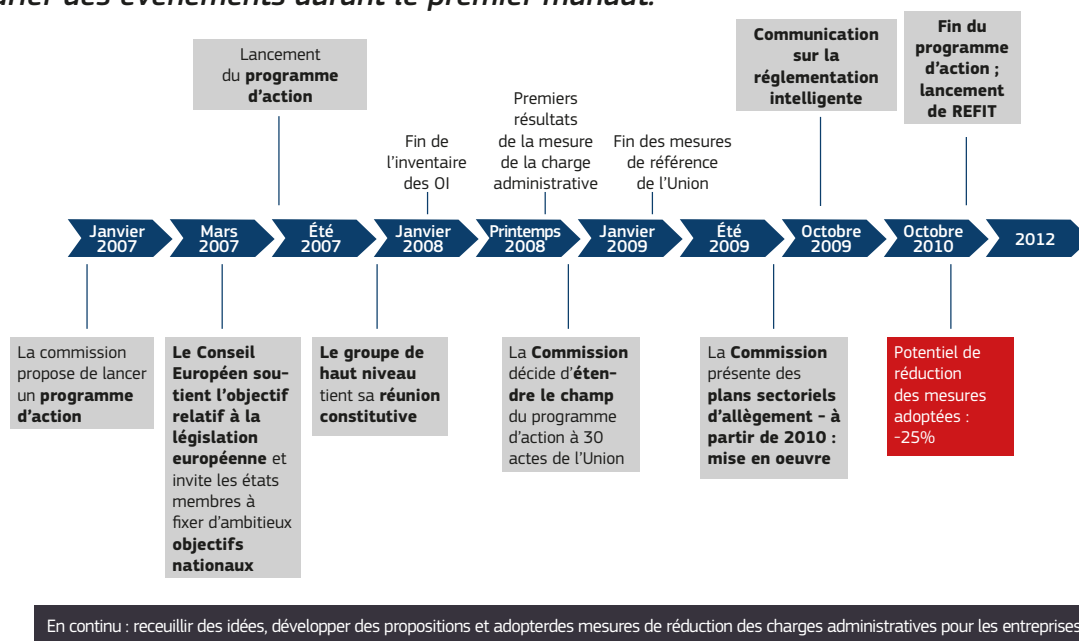 des événements durant le premier mandat.
Lancement
du programme
d'action
Communication
sur la
réglementation
intelligente
Fin du
programme
d'action ;
lancement
de REFIT
Fin de
l'inventaire
des OI
Premiers
résultats
de la mesure
de la charge
administrative
Fin des mesures
de référence
de l'Union
Janvier
2007
Mars
2007
Été
2007
Janvier
2008
Printemps
2008
Janvier
2009
Été
2009
Octobre
2009
Octobre
2010
2012
La commission
propose de lancer
un programme
d'action
Le Conseil
Européen sou-
tient l'objectif
relatif à la
législation
européenne et
invite les états
membres à
fixer d'ambitieux
objectifs
nationaux
Le groupe de
haut niveau
tient sa réunion
constitutive
La Commission
décide d'éten-
dre le champ
du programme
d'action à 30
actes de l'Union
La Commission
présente des
plans sectoriels
d'allègement - à
partir de 2010 :
mise en oeuvre
Potentiel de
réduction
des mesures
adoptées :
-25%
En continu : receuillir des idées, développer des propositions et adopterdes mesures de réduction des charges administratives pour les entreprises